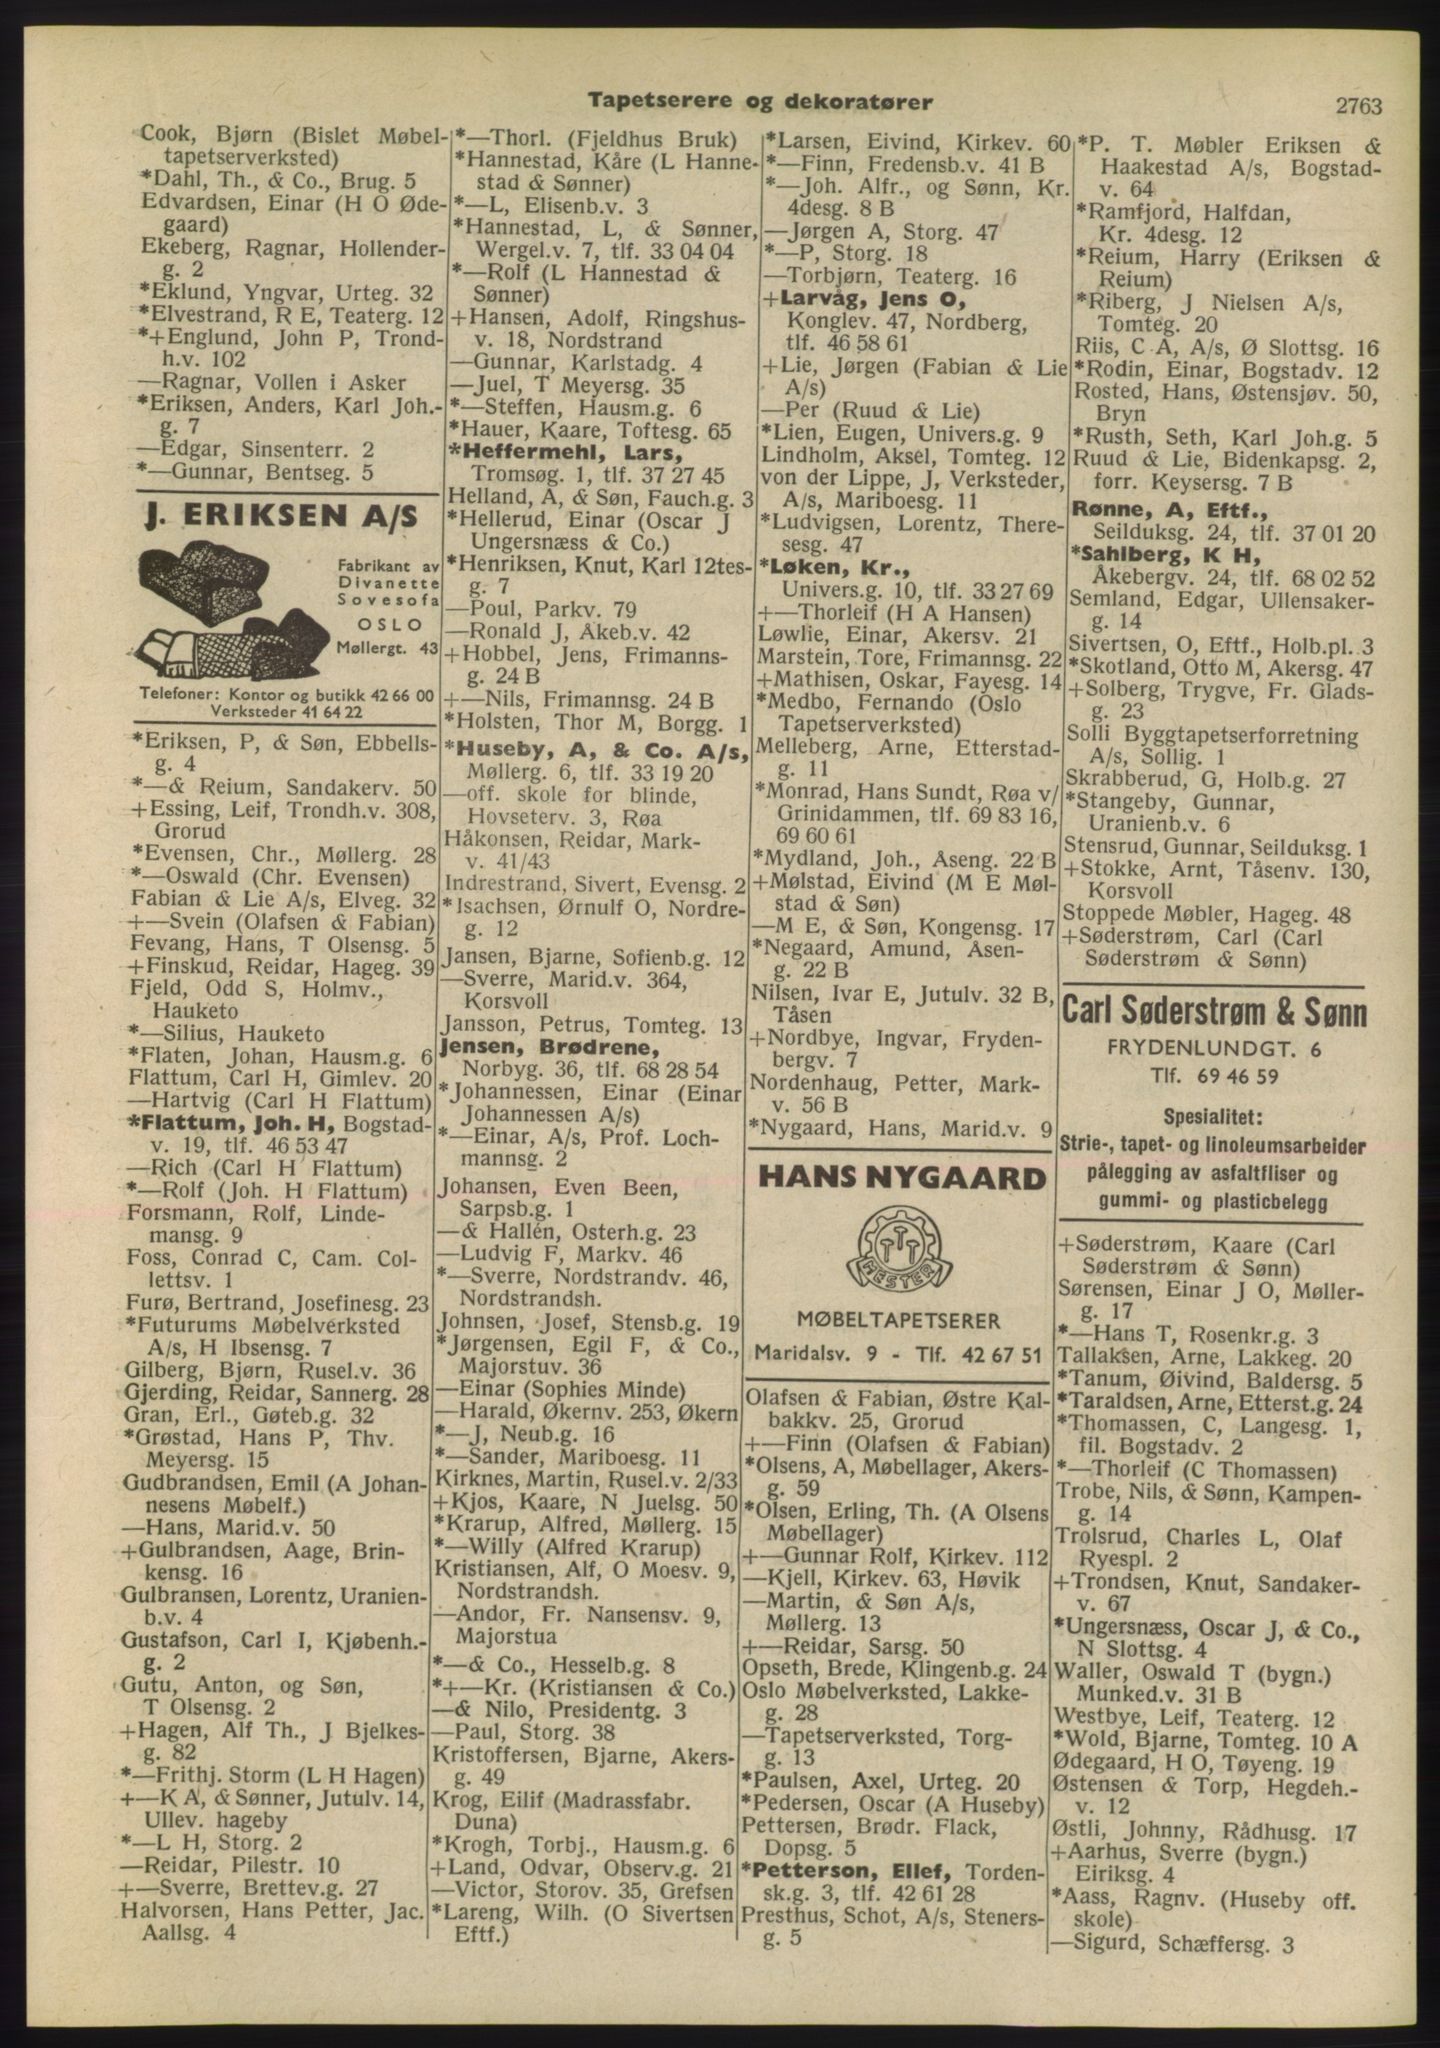 Tapetserere og dekoratører
2763
Cook, Bjørn (Bislet Møbel-
tapetserverksted)
*Dahl, Th., & Co., Brug. 5
Edvardsen, Einar (H O Øde-
gaard)
Ekeberg, Ragnar, Hollender-
g. 2
*Eklund, Yngvar, Urteg. 32
*Elvestrand, R E, Teaterg. 12
*+Englund, John P, Trond-
h.v. 102
—Ragnar, Vollen i Asker
*Eriksen, Anders, Karl Joh.-
g. 7
—Edgar, Sinsenterr. 2
*—Gunnar, Bentseg. 5
J. ERIKSEN A/S
Fabrikant av
Divanette
Sovesofa
OSLO
Møllergt. 43
Telefoner: Kontor og butikk 42 66 00
Verksteder 41 64 22
*Eriksen, P, & Søn, Ebbells-
g. 4
*—& Reium, Sandakerv. 50
+Essing, Leif, Trondh.v. 308,
Grorud
*Evensen, Chr., Møllerg. 28
*—Oswald (Chr. Evensen)
Fabian & Lie A/s, Elveg. 32
+—Svein (Olafsen & Fabian)
Fevang, Hans, T Olsensg. 5
+Finskud, Reidar, Hageg. 39
Fjeld, Odd S, Holmv.,
Hauketo
*—Silius, Hauketo
*Flaten, Johan, Hausm.g. 6
Flattum, Carl H, Gimlev. 20
—Hartvig (Carl H Flattum)
*Flattum, Joh. H, Bogstad-
v. 19, tlf. 46 53 47
—Rich (Carl H Flattum)
*—Rolf (Joh. H Flattum)
Forsmann, Rolf, Linde-
mansg. 9
Foss, Conrad C, Cam. Col-
lettsv. 1
Furø, Bertrand, Josefinesg. 23
*Futurums Møbelverksted
A/s, H Ibsensg. 7
Gilberg, Bjørn, Rusel.v. 36
Gjerding, Reidar, Sannerg. 28
Gran, Erl., Gøteb.g. 32
*Grøstad, Hans P, Thv.
Meyersg. 15
Gudbrandsen, Emil (A Johan-
nesens Møbelf.)
—Hans, Marid.v. 50
+Gulbrandsen, Aage, Brin-
kensg. 16
Gulbransen, Lorentz, Uranien-
b.v. 4
Gustafson, Carl I, Kjøbenh.-
g. 2
Gutu, Anton, og Søn,
T Olsensg. 2
+Hagen, Alf Th., J Bjelkes-
g. 82
*—Frithj. Storm (L H Hagen)
+—K A, & Sønner, Jutulv. 14,
Ullev. hageby
*—L H, Storg. 2
—Reidar, Pilestr. 10
+—Sverre, Brettev.g. 27
Halvorsen, Hans Petter, Jac.
Aallsg. 4
*—Thorl. (Fjeldhus Bruk)
*Hannestad, Kåre (L Hanne-
stad & Sønner)
*—L, Elisenb.v. 3
*Hannestad, L, & Sønner,
Wergel.v. 7, tlf. 33 04 04
*—Rolf (L Hannestad &
Sønner)
+Hansen, Adolf, Ringshus-
v. 18, Nordstrand
—Gunnar, Karlstadg. 4
—Juel, T Meyersg. 35
*—Steffen, Hausm.g. 6
*Hauer, Kaare, Toftesg. 65
*Heffermehl, Lars,
Tromsøg. 1, tlf. 37 27 45
Helland, A, & Søn, Fauch.g. 3
*Hellerud, Einar (Oscar J
Ungersnæss & Co.)
*Henriksen, Knut, Karl 12tes-
g. 7
—Poul, Parkv. 79
—Ronald J, Åkeb.v. 42
+Hobbel, Jens, Frimanns-
g. 24 B
+—Nils, Frimannsg. 24 B
*Holsten, Thor M, Borgg. 1
*Huseby, A, & Co. A/s,
Møllerg. 6, tlf. 33 19 20
—off. skole for blinde,
Hovseterv. 3, Røa
Håkonsen, Reidar, Mark-
v. 41/43
Indrestrand, Sivert, Evensg. 2
*Isachsen, Ørnulf O, Nordre-
g. 12
Jansen, Bjarne, Sofienb.g. 12
—Sverre, Marid.v. 364,
Korsvoll
Jansson, Petrus, Tomteg. 13
Jensen, Brødrene,
Norbyg. 36, tlf. 68 28 54
*Johannessen, Einar (Einar
Johannessen A/s)
*—Einar, A/s, Prof. Loch-
mannsg. 2
Johansen, Even Been,
Sarpsb.g. 1
—& Hallén, Osterh.g. 23
—Ludvig F, Markv. 46
*—Sverre, Nordstrandv. 46,
Nordstrandsh.
Johnsen, Josef, Stensb.g. 19
*Jørgensen, Egil F, & Co.,
Majorstuv. 36
—Einar (Sophies Minde)
—Harald, Økernv. 253, Økern
*—J, Neub.g. 16
*—Sander, Mariboesg. 11
Kirknes, Martin, Rusel.v. 2/33
+Kjos, Kaare, N Juelsg. 50
*Krarup, Alfred, Møllerg. 15
*—Willy (Alfred Krarup)
Kristiansen, Alf, O Moesv. 9,
Nordstrandsh.
—Andor, Fr. Nansensv. 9,
Majorstua
*—& Co., Hesselb.g. 8
*+—Kr. (Kristiansen & Co.)
—& Nilo, Presidentg. 3
—Paul, Storg. 38
Kristoffersen, Bjarne, Akers-
g. 49
Krog, Eilif (Madrassfabr.
Duna)
*Krogh, Torbj., Hausm.g. 6
+Land, Odvar, Observ.g. 21
—Victor, Storov. 35, Grefsen
*Lareng, Wilh. (O Sivertsen
Eftf.)
*Larsen, Eivind, Kirkev. 60
*—Finn, Fredensb.v. 41 B
*—Joh. Alfr., og Sønn, Kr.
4desg. 8 B
—Jørgen A, Storg. 47
*—P, Storg. 18
—Torbjørn, Teaterg. 16
+Larvåg, Jens O,
Konglev. 47, Nordberg,
tlf. 46 58 61
+Lie, Jørgen (Fabian & Lie
A/s)
—Per (Ruud & Lie)
*Lien, Eugen, Univers.g. 9
Lindholm, Aksel, Tomteg. 12
von der Lippe, J, Verksteder,
A/s, Mariboesg. 11
*Ludvigsen, Lorentz, There-
sesg. 47
*Løken, Kr.,
Univers.g. 10, tlf. 33 27 69
+—Thorleif (H A Hansen)
Løwlie, Einar, Akersv. 21
Marstein, Tore, Frimannsg. 22
+Mathisen, Oskar, Fayesg. 14
*Medbo, Fernando (Oslo
Tapetserverksted)
Melleberg, Arne, Etterstad-
g. 11
*Monrad, Hans Sundt, Røa v/
Grinidammen, tlf. 69 83 16,
69 60 61
*Mydland, Joh., Åseng. 22 B
+Mølstad, Eivind (M E Møl-
stad & Søn)
—M E, & Søn, Kongensg. 17
*Negaard, Amund, Åsen-
g. 22 B
Nilsen, Ivar E, Jutulv. 32 B,
Tåsen
+Nordbye, Ingvar, Fryden-
bergv. 7
Nordenhaug, Petter, Mark-
v. 56 B
*Nygaard, Hans, Marid.v. 9
HANS NYGAARD
MESTER
MØBELTAPETSERER
Maridalsv. 9 - Tlf. 42 67 51
Olafsen & Fabian, Østre Kal-
bakkv. 25, Grorud
+—Finn (Olafsen & Fabian)
*Olsens, A, Møbellager, Akers-
g. 59
*Olsen, Erling, Th. (A Olsens
Møbellager)
+—Gunnar Rolf, Kirkev. 112
—Kjell, Kirkev. 63, Høvik
—Martin, & Søn A/s,
Møllerg. 13
+—Reidar, Sarsg. 50
Opseth, Brede, Klingenb.g. 24
Oslo Møbelverksted, Lakke-
g. 28
—Tapetserverksted, Torg-
g. 13
*Paulsen, Axel, Urteg. 20
*Pedersen, Oscar (A Huseby)
Pettersen, Brødr. Flack,
Dopsg. 5
*Petterson, Ellef, Torden-
sk.g. 3, tlf. 42 61 28
Presthus, Schot, A/s, Steners-
g. 5
*P. T. Møbler Eriksen &
Haakestad A/s, Bogstad-
v. 64
*Ramfjord, Halfdan,
Kr. 4desg. 12
*Reium, Harry (Eriksen &
Reium)
*Riberg, J Nielsen A/s,
Tomteg. 20
Riis, C A, A/s, Ø Slottsg. 16
*Rodin, Einar, Bogstadv. 12
Rosted, Hans, Østensjøv. 50,
Bryn
*Rusth, Seth, Karl Joh.g. 5
Ruud & Lie, Bidenkapsg. 2,
forr. Keysersg. 7 B
Rønne, A, Eftf.,
Seilduksg. 24, tlf. 37 01 20
*Sahlberg, K H,
Åkebergv. 24, tlf. 68 02 52
Semland, Edgar, Ullensaker-
g. 14
Sivertsen, O, Eftf., Holb.pl. 3
*Skotland, Otto M, Akersg. 47
+Solberg, Trygve, Fr. Glads-
g. 23
Solli Byggtapetserforretning
A/s, Sollig. 1
Skrabberud, G, Holb.g. 27
*Stangeby, Gunnar,
Uranienb.v. 6
Stensrud, Gunnar, Seilduksg. 1
+Stokke, Arnt, Tåsenv. 130,
Korsvoll
Stoppede Møbler, Hageg. 48
+Søderstrøm, Carl (Carl
Søderstrøm & Sønn)
Carl Søderstrøm & Sønn
FRYDENLUNDGT. 6
Tlf. 69 46 59
Spesialitet:
Strie-, tapet- og linoleumsarbeider
pålegging av asfaltfliser og
gummi- og plasticbelegg
+Søderstrøm, Kaare (Carl
Søderstrøm & Sønn)
Sørensen, Einar J O, Møller-
g. 17
*—Hans T, Rosenkr.g. 3
Tallaksen, Arne, Lakkeg. 20
*Tanum, Øivind, Baldersg. 5
*Taraldsen, Arne, Etterst.g. 24
*Thomassen, C, Langesg. 1,
fil. Bogstadv. 2
*—Thorleif (C Thomassen)
Trobe, Nils, & Sønn, Kampen-
g. 14
Trolsrud, Charles L, Olaf
Ryespl. 2
+Trondsen, Knut, Sandaker-
v. 67
*Ungersnæss, Oscar J, & Co.,
N Slottsg. 4
Waller, Oswald T (bygn.)
Munked.v. 31 B
Westbye, Leif, Teaterg. 12
*Wold, Bjarne, Tomteg. 10 A
Ødegaard, H O, Tøyeng. 19
Østensen & Torp, Hegdeh.-
v. 12
Østli, Johnny, Rådhusg. 17
+Aarhus, Sverre (bygn.)
Eiriksg. 4
*Aass, Ragnv. (Huseby off.
skole)
—Sigurd, Schæffersg. 3